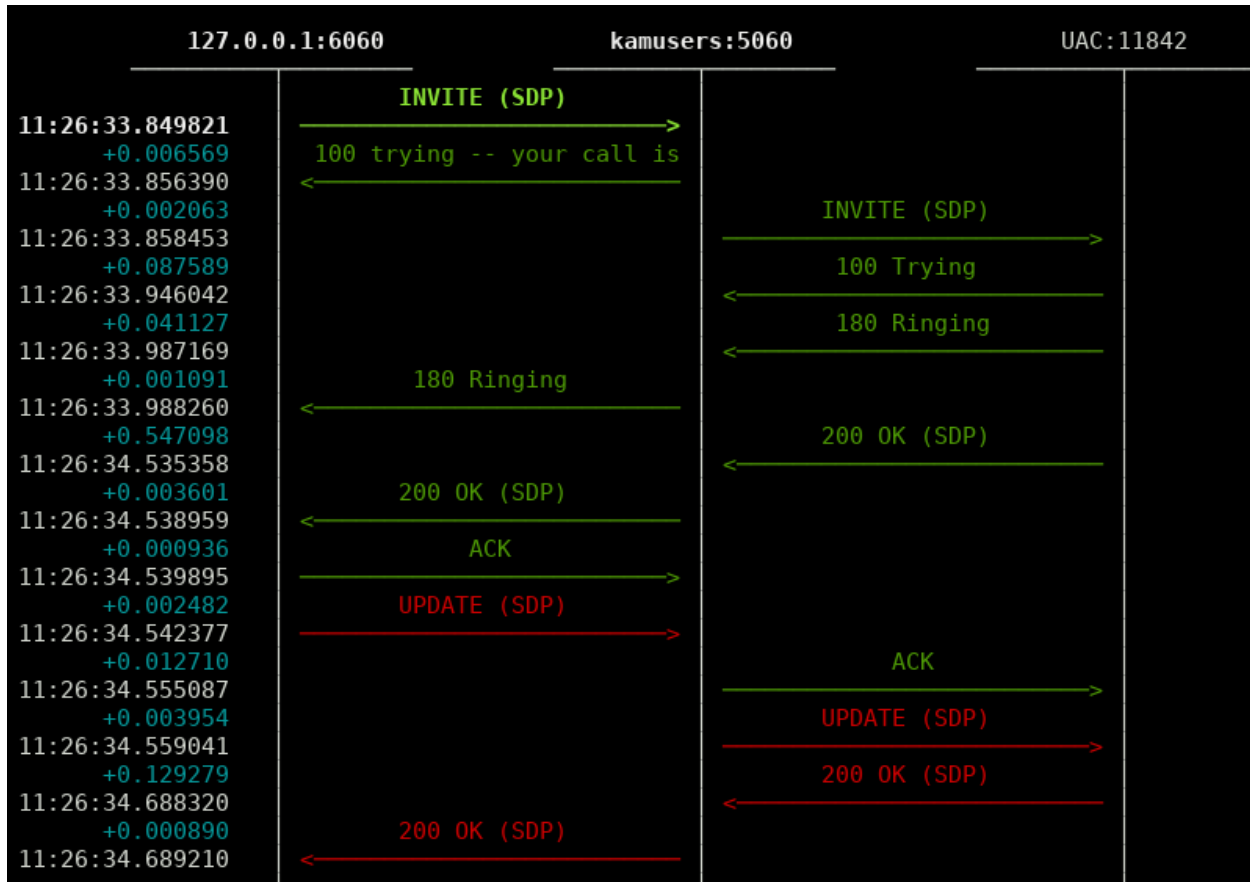 127.0.0.1:6060 kamusers:5060 UAC:11842
INVITE (SDP)
11:26:33.849821
+0.006569 100 trying -- your call is
11:26:33.856390
+0.002063 INVITE (SDP)
11:26:33.858453
+0.087589 100 Trying
11:26:33.946042
+0.041127 180 Ringing
11:26:33.987169
+0.001091 180 Ringing
11:26:33.988260
+0.547098 200 OK (SDP)
11:26:34.535358
+0.003601 200 OK (SDP)
11:26:34.538959
+0.000936 ACK
11:26:34.539895
+0.002482 UPDATE (SDP)
11:26:34.542377
+0.012710 ACK
11:26:34.555087
+0.003954 UPDATE (SDP)
11:26:34.559041
+0.129279 200 OK (SDP)
11:26:34.688320
+0.000890 200 OK (SDP)
11:26:34.689210